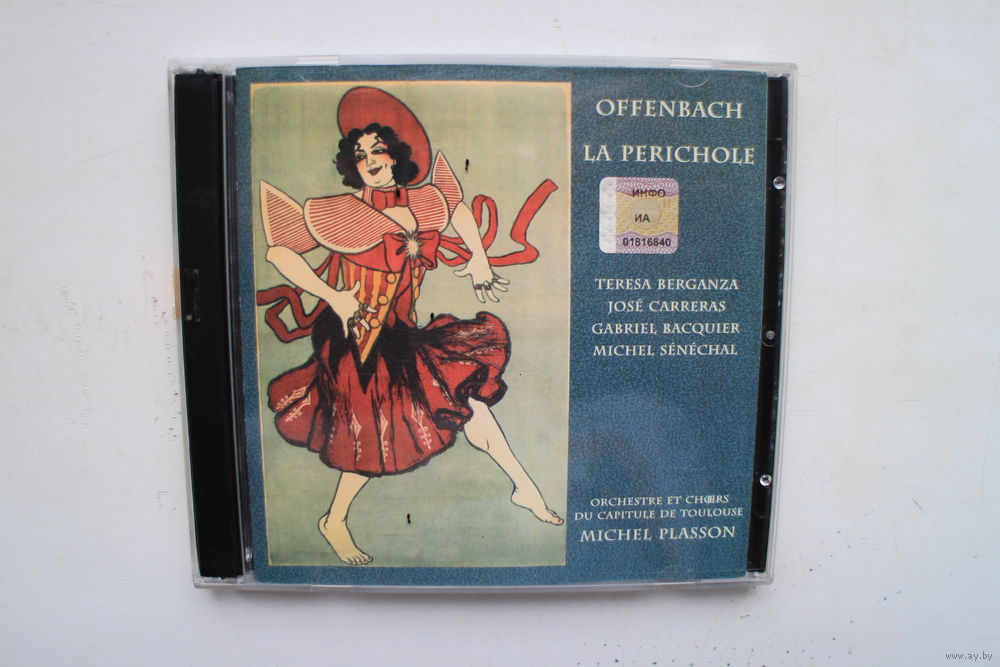 OFFENBACH
LA PERICHOLE
ИНФО
ИА
01816840
TERESA BERGANZA
JOSÉ CARRERAS
GABRIEL BACQUIER
MICHEL SÉNÉCHAL
ORCHESTRE ET CHŒURS
DU CAPITULE DE TOULOUSE
MICHEL PLASSON
www.ay.by